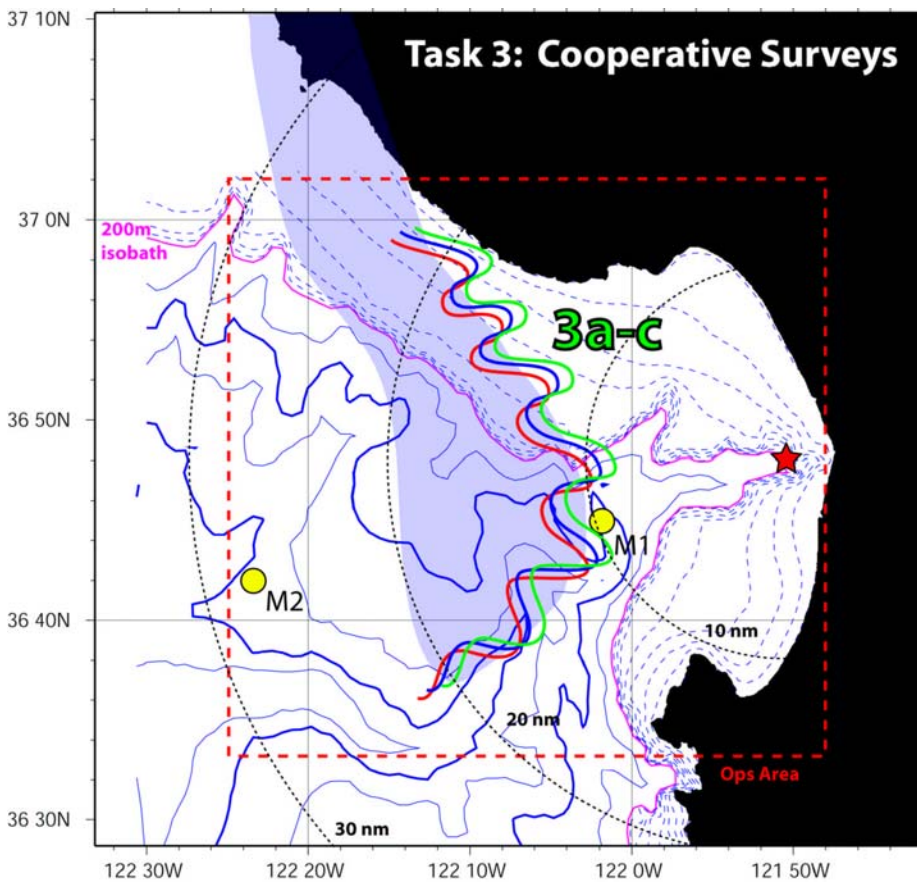 37 10N
Task 3: Cooperative Surveys
37 0N
200m
isobath
3a-c
36 50N
M1
M2
36 40N
10 nm
20 nm
Ops Area
36 30N
30 nm
122 30W
122 20W
122 10W
122 0W
121 50W